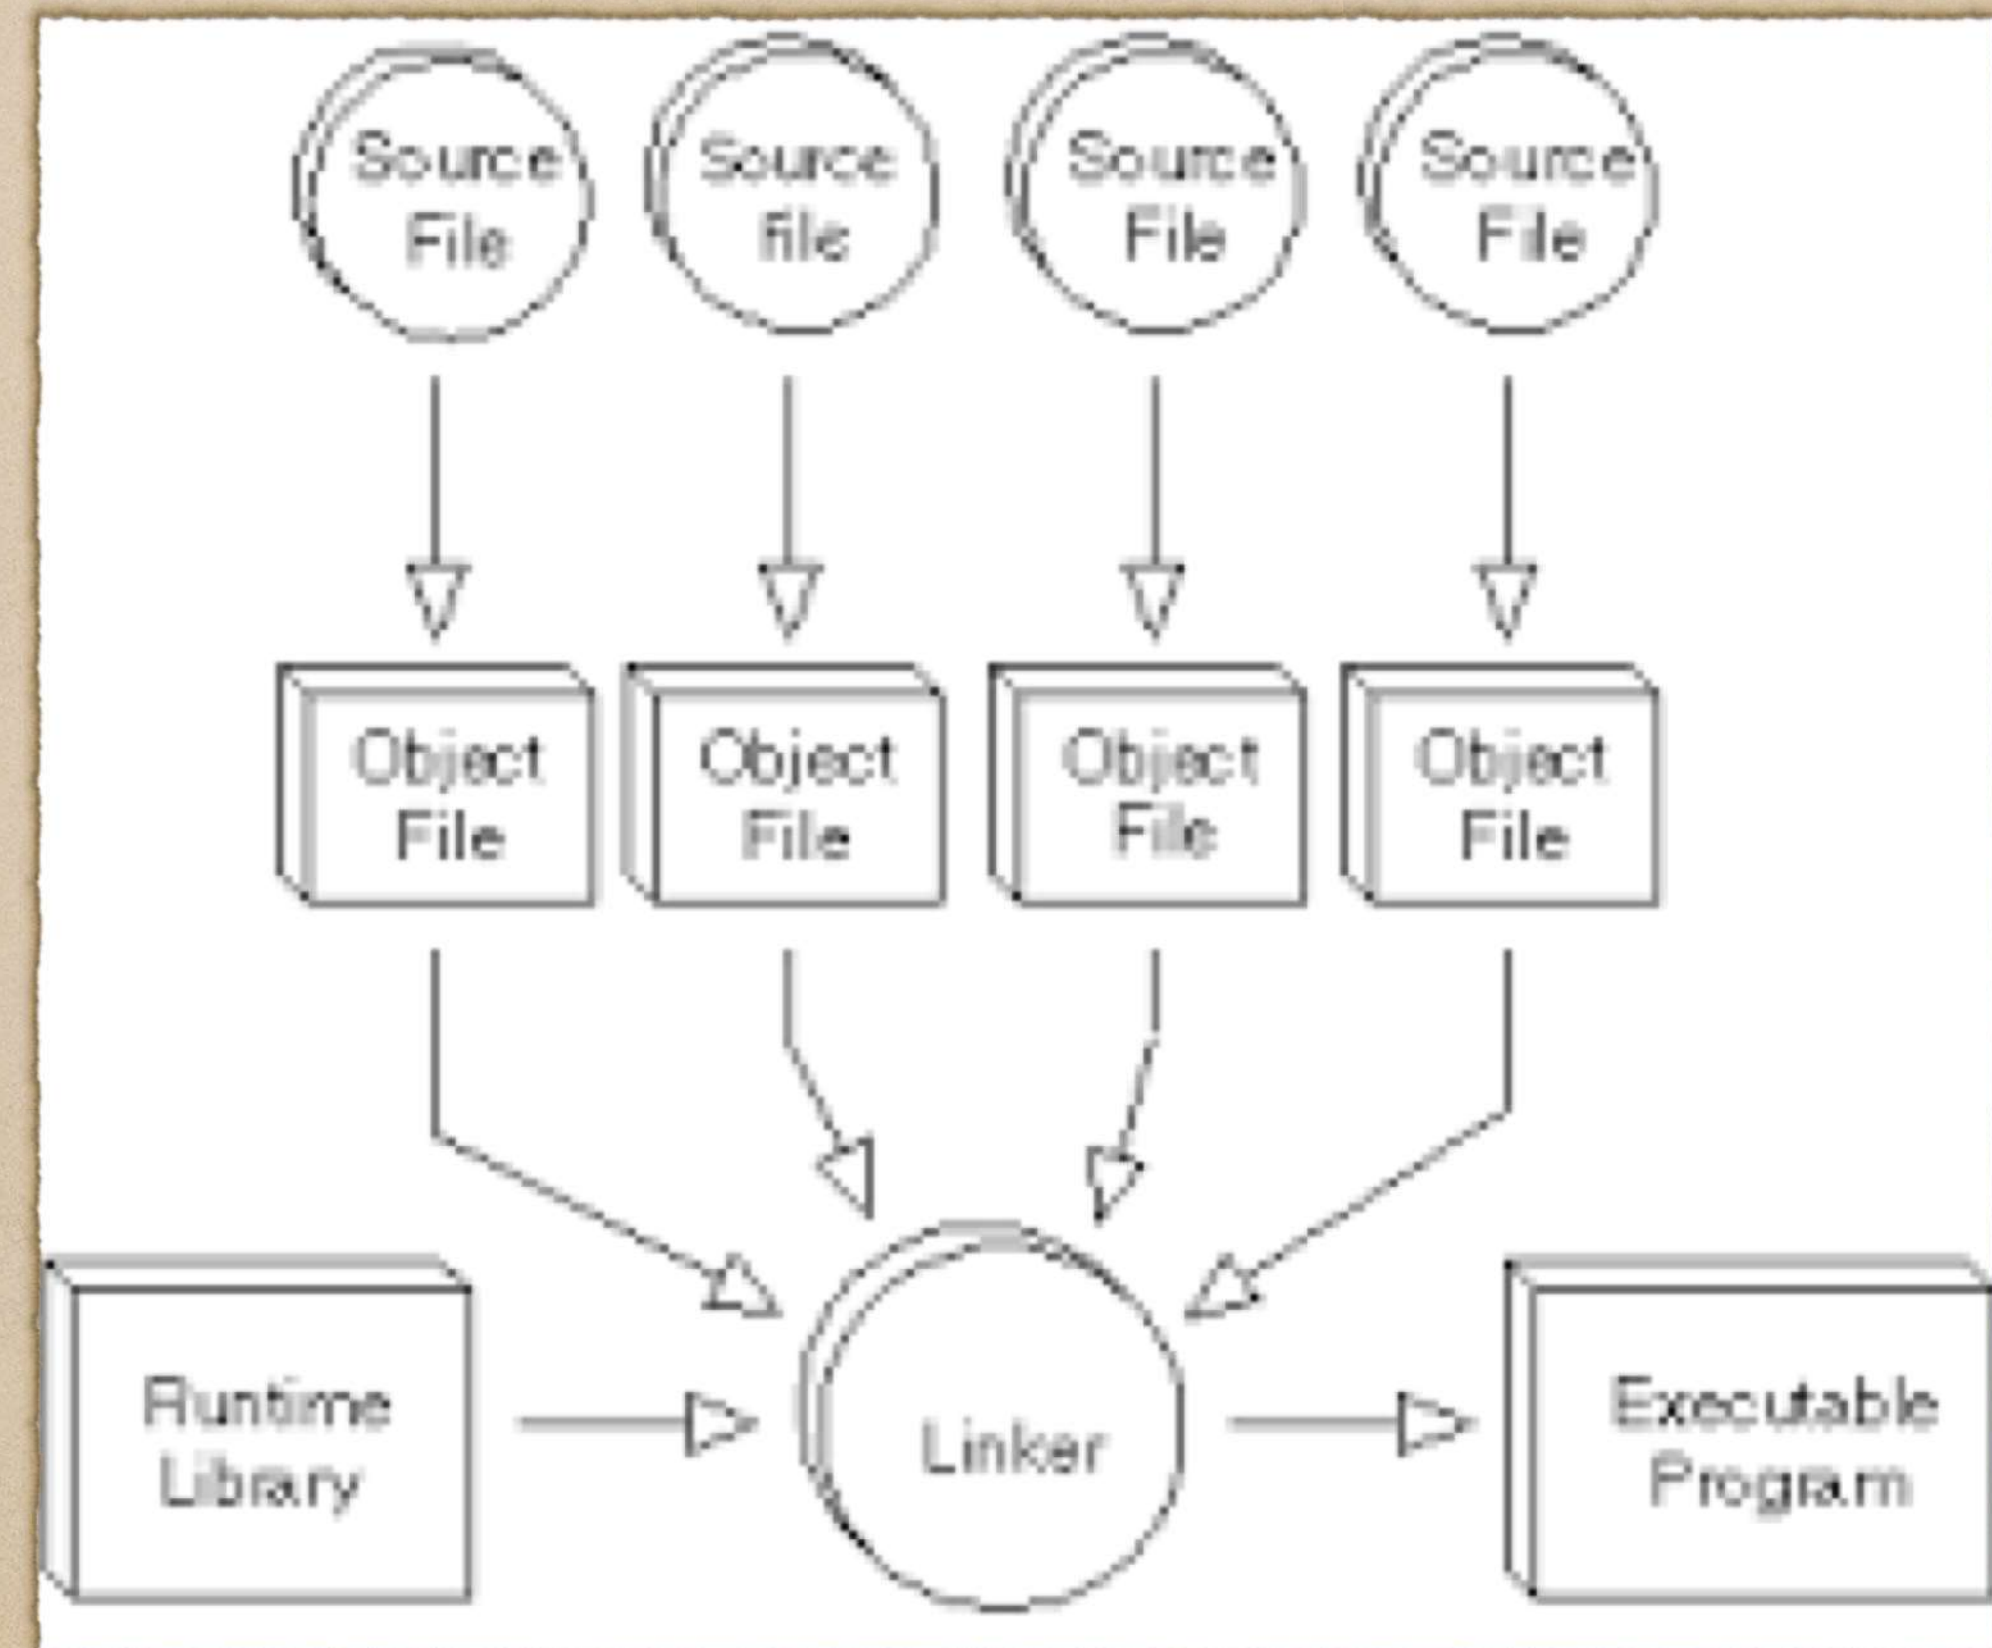 Source
File
Source
file
Source
File
Source
File
Object
File
Object
File
Object
File
Object
File
Runtime
Library
Linker
Executable
Program